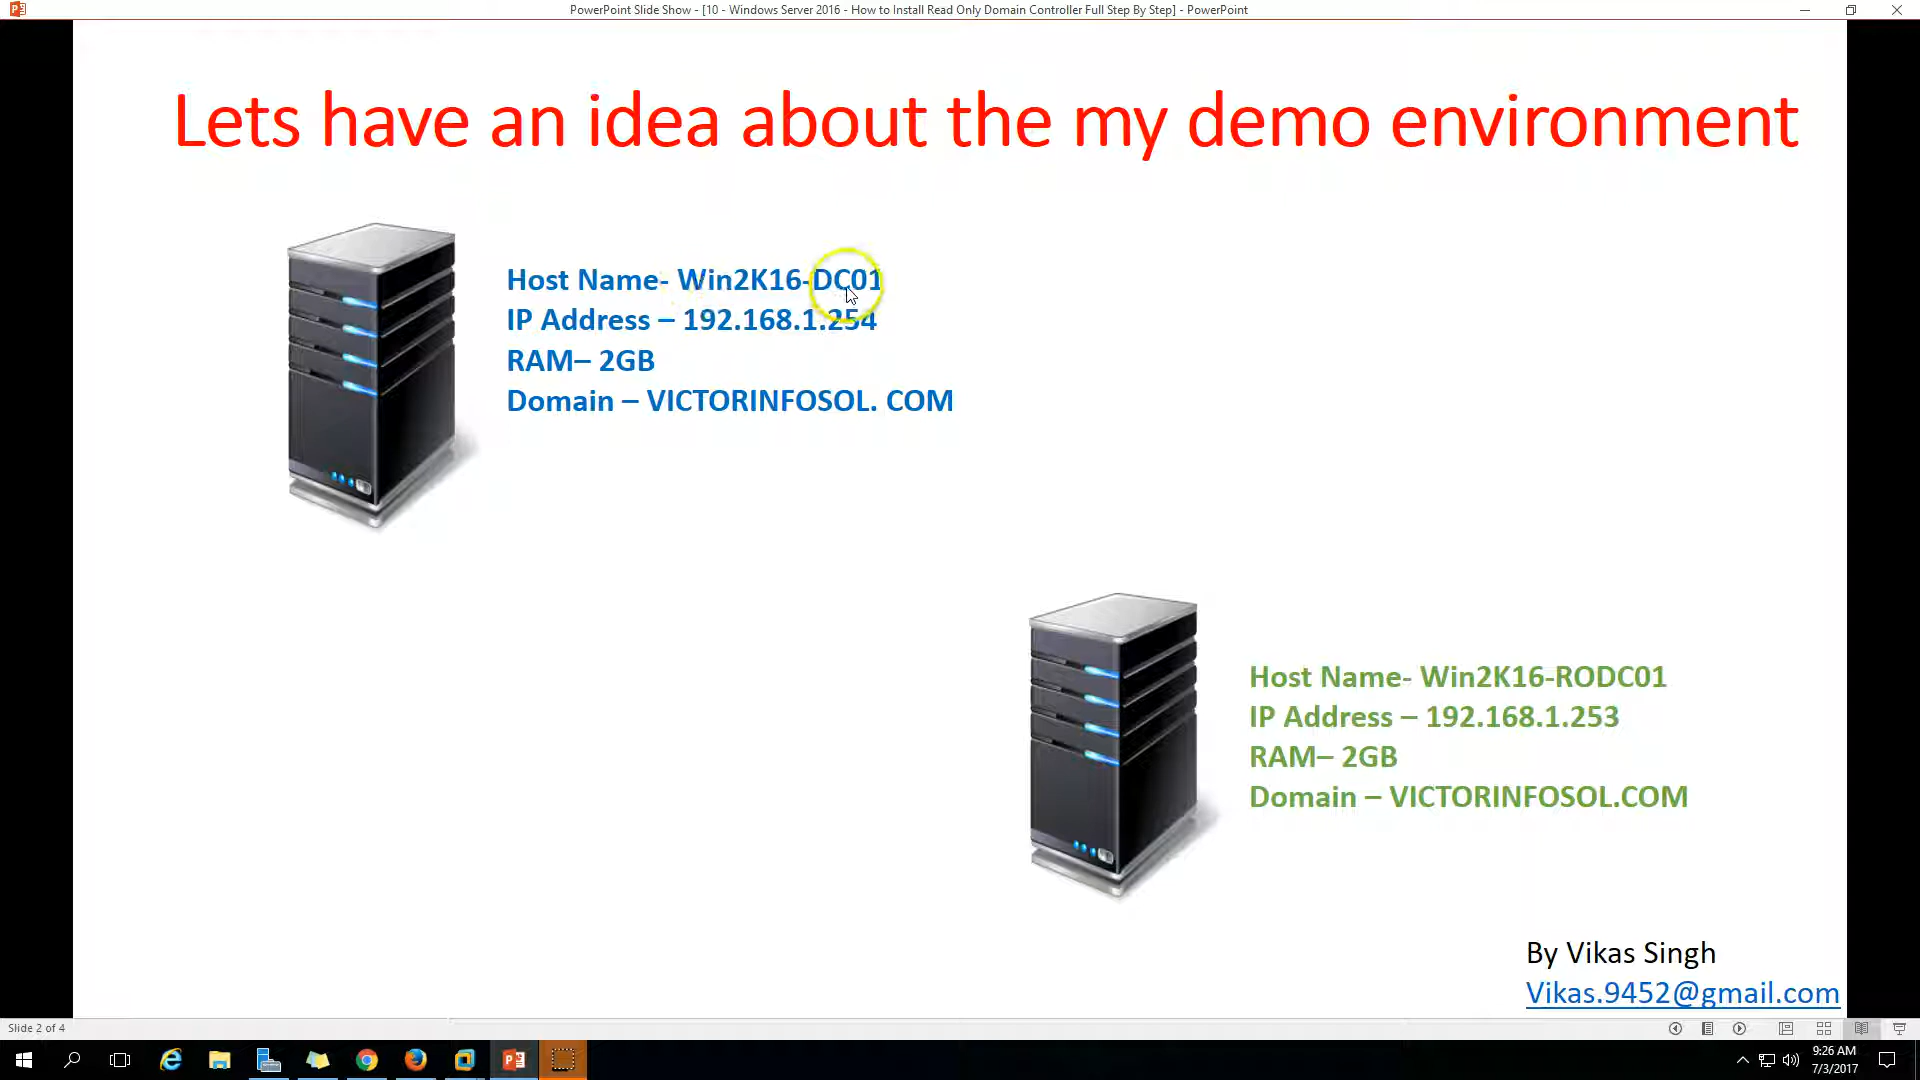 PowerPoint Slide Show - [10 - Windows Server 2016 - How to Install Read Only Domain Controller Full Step By Step] - PowerPoint
Lets have an idea about the my demo environment
Host Name- Win2K16-DC01
IP Address – 192.168.1.254
RAM– 2GB
Domain – VICTORINFOSOL. COM
Host Name- Win2K16-RODC01
IP Address – 192.168.1.253
RAM– 2GB
Domain – VICTORINFOSOL.COM
By Vikas Singh
Vikas.9452@gmail.com
Slide 2 of 4
9:26 AM
7/3/2017